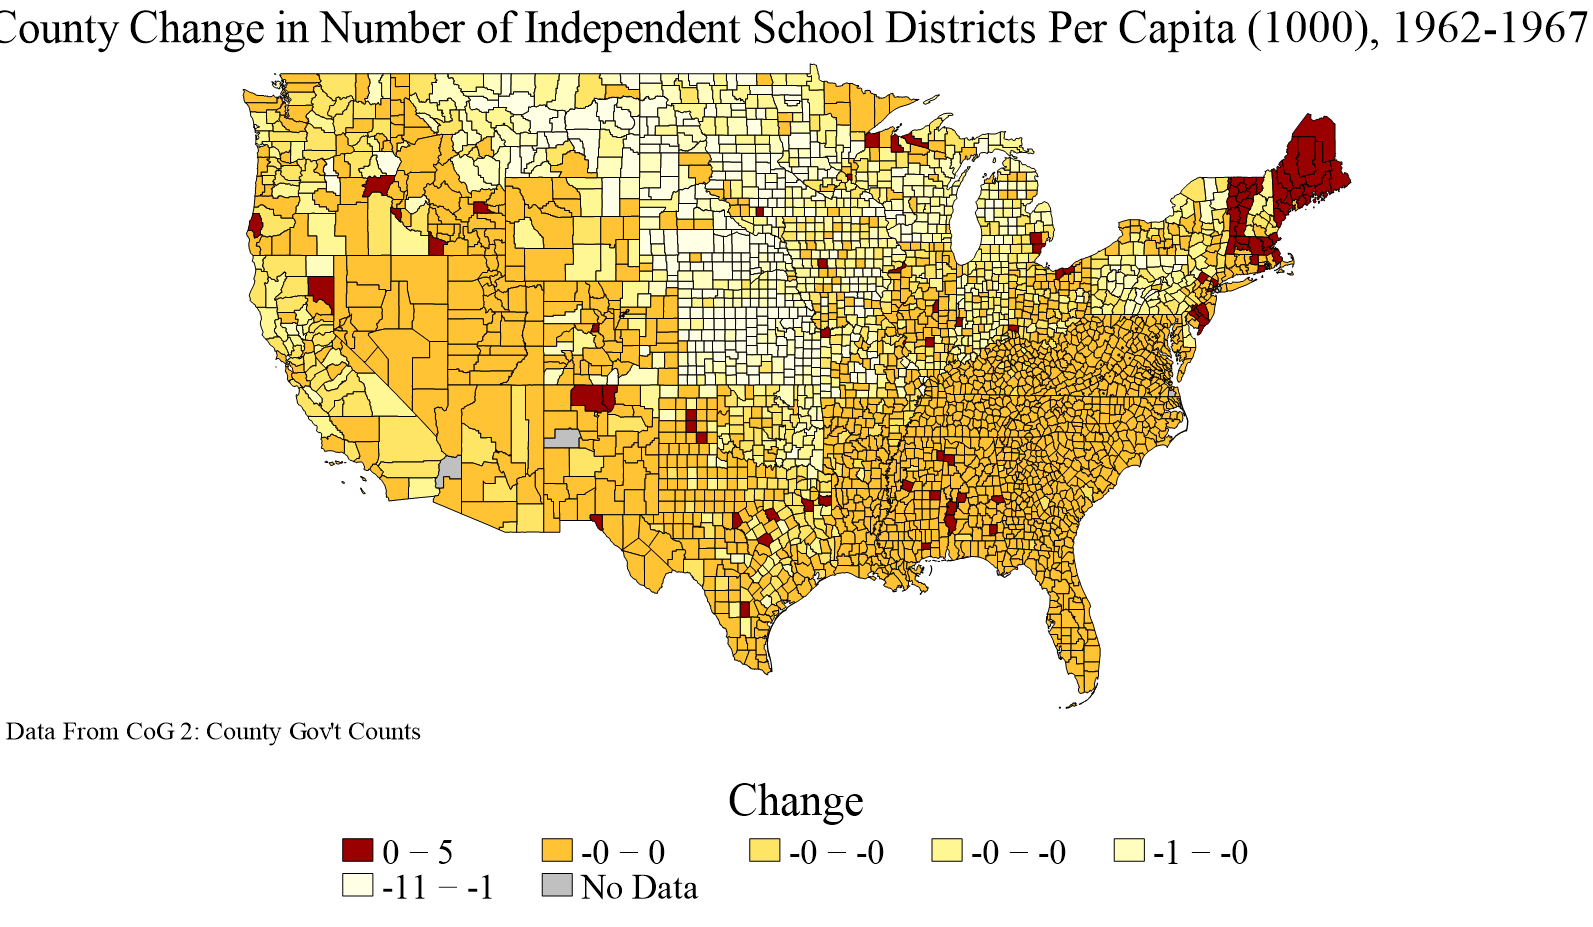 County Change in Number of Independent School Districts Per Capita (1000), 1962-1967
Data From CoG 2: County Gov't Counts
Change
0 − 5
-0 − 0
-0 − -0
-0 − -0
-1 − -0
-11 − -1
No Data